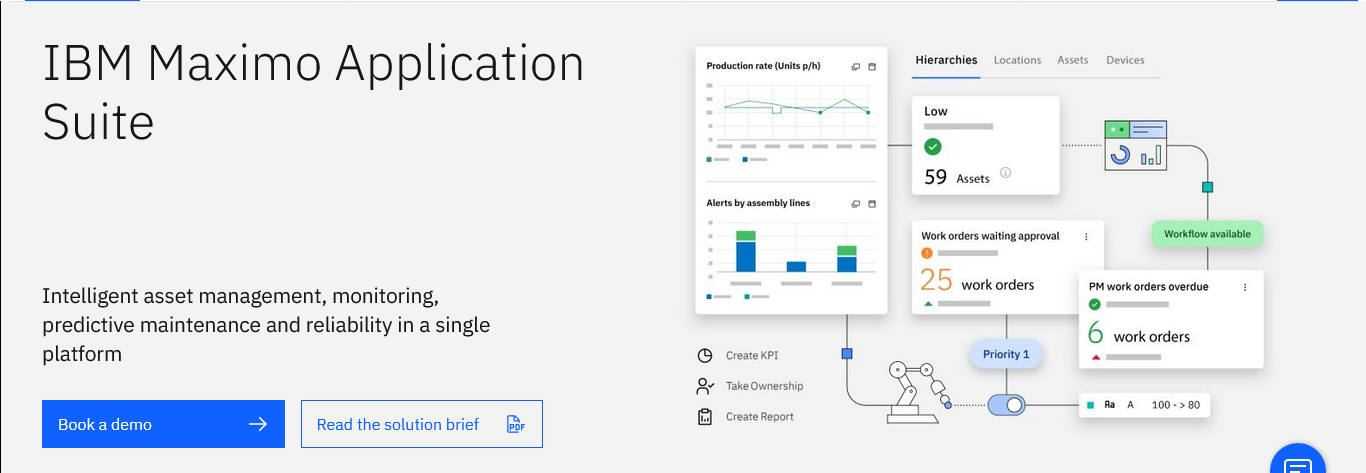 IBM Maximo Application
Suite
Intelligent asset management, monitoring,
predictive maintenance and reliability in a single
platform
Book a demo
Read the solution brief
PDF
Production rate (Units p/h)
Alerts by assembly lines
Create KPI
Take Ownership
Create Report
Hierarchies Locations Assets Devices
Low
59 Assets
Work orders waiting approval
25 work orders
Workflow available
PM work orders overdue
6 work orders
Priority 1
Aa A 100 - > 80